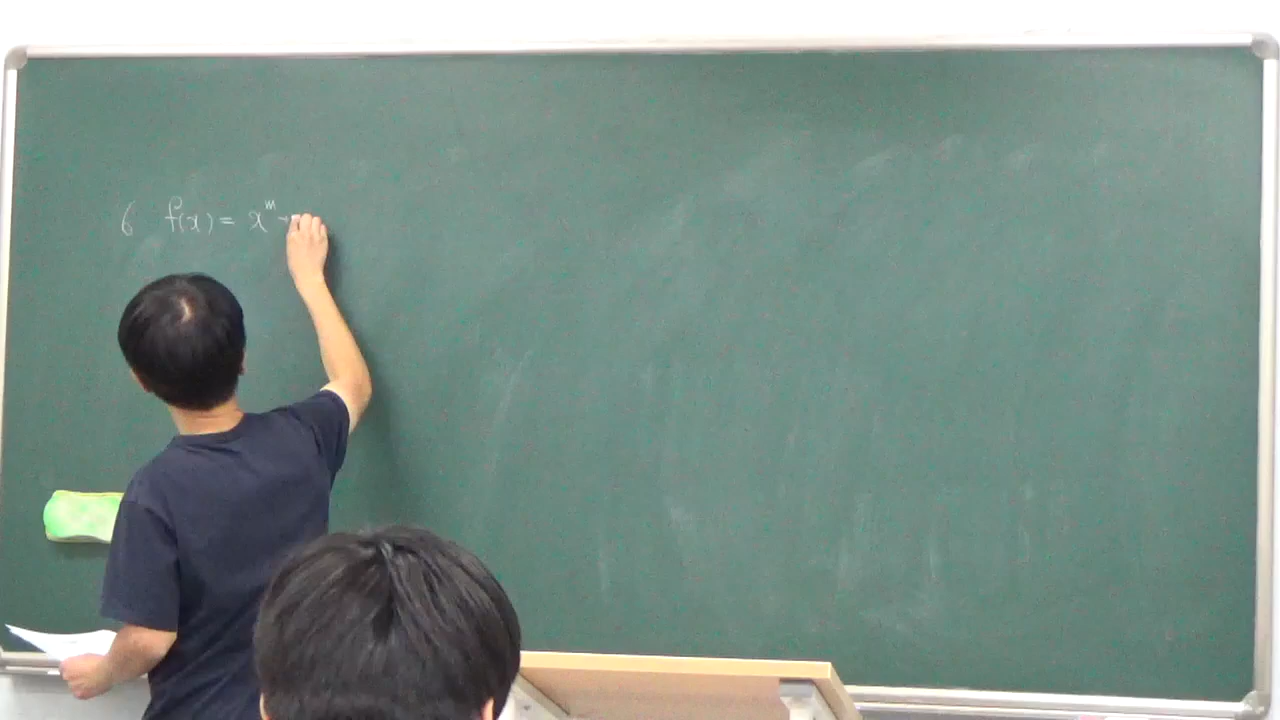 6 f(x) = x^m +